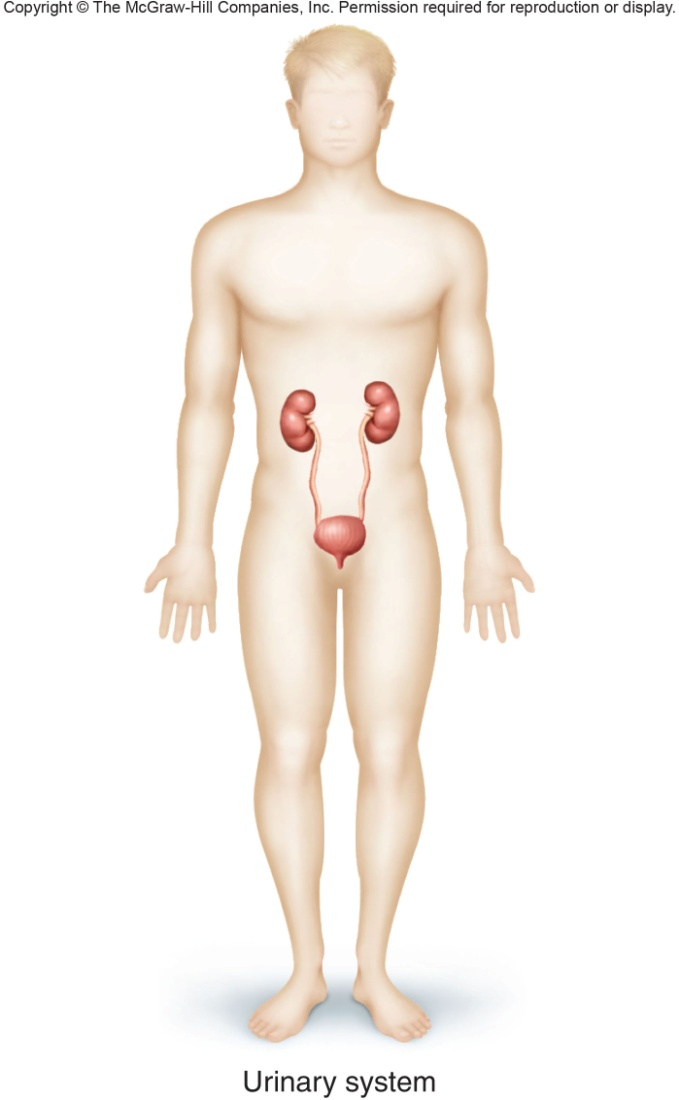 Copyright © The McGraw-Hill Companies, Inc. Permission required for reproduction or display.
Urinary system